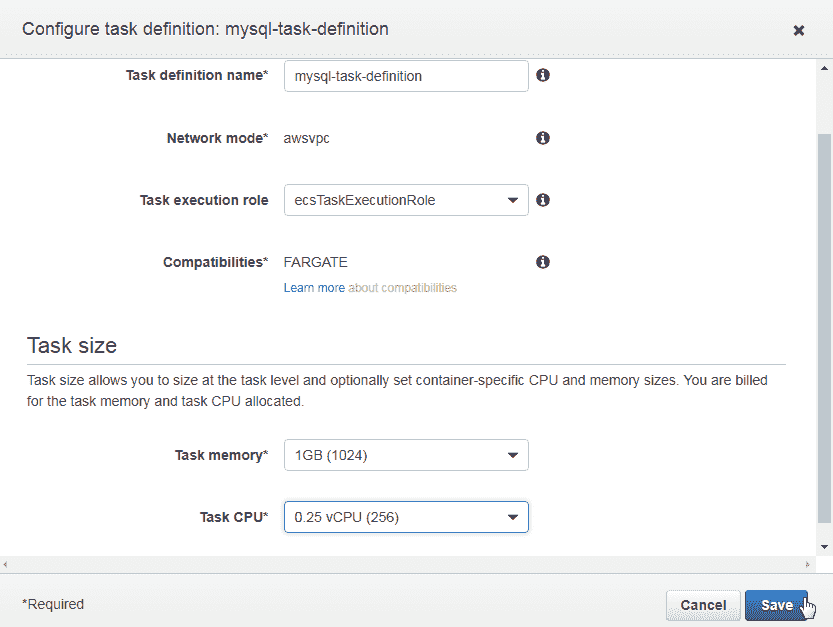 Configure task definition: mysql-task-definition
Task definition name* mysql-task-definition
Network mode* awsvpc
Task execution role ecsTaskExecutionRole
Compatibilities* FARGATE
Learn more about compatibilities
Task size
Task size allows you to size at the task level and optionally set container-specific CPU and memory sizes. You are billed
for the task memory and task CPU allocated.
Task memory* 1GB (1024)
Task CPU* 0.25 vCPU (256)
*Required Cancel Save